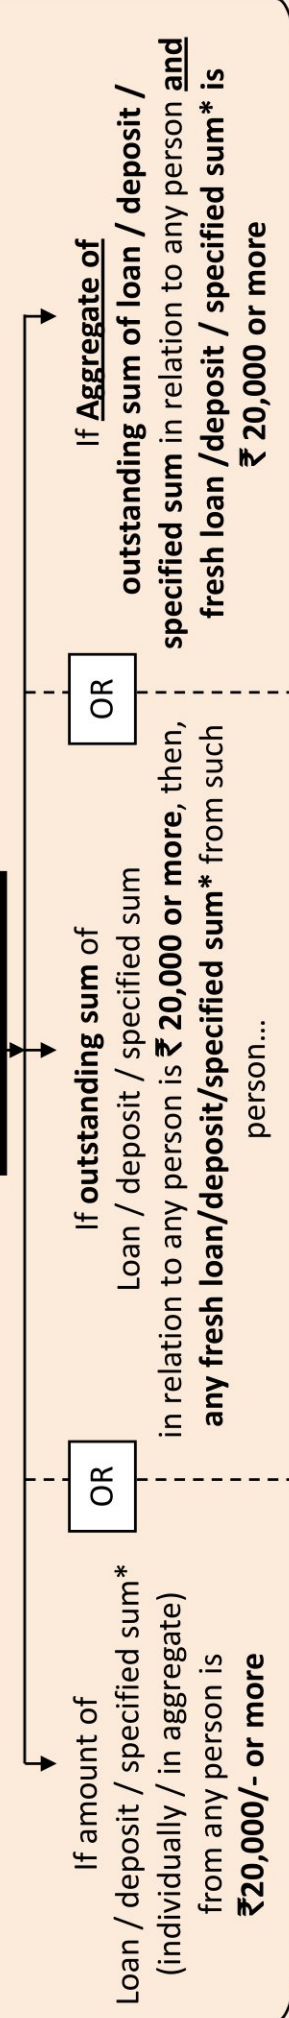 If amount of
Loan / deposit / specified sum*
(individually / in aggregate)
from any person is
₹20,000/- or more
OR
If outstanding sum of
Loan / deposit / specified sum
in relation to any person is ₹ 20,000 or more, then,
any fresh loan/deposit/specified sum* from such
person...
OR
If Aggregate of
outstanding sum of loan / deposit /
specified sum in relation to any person and
fresh loan /deposit / specified sum* is
₹ 20,000 or more